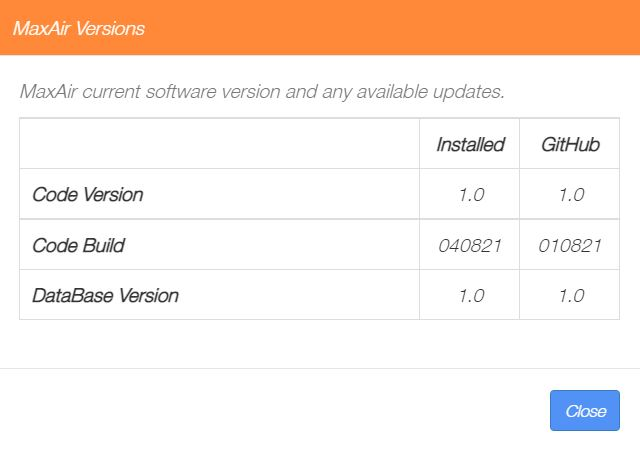 MaxAir Versions
MaxAir current software version and any available updates.
Installed GitHub
Code Version 1.0 1.0
Code Build 040821 010821
DataBase Version 1.0 1.0
Close